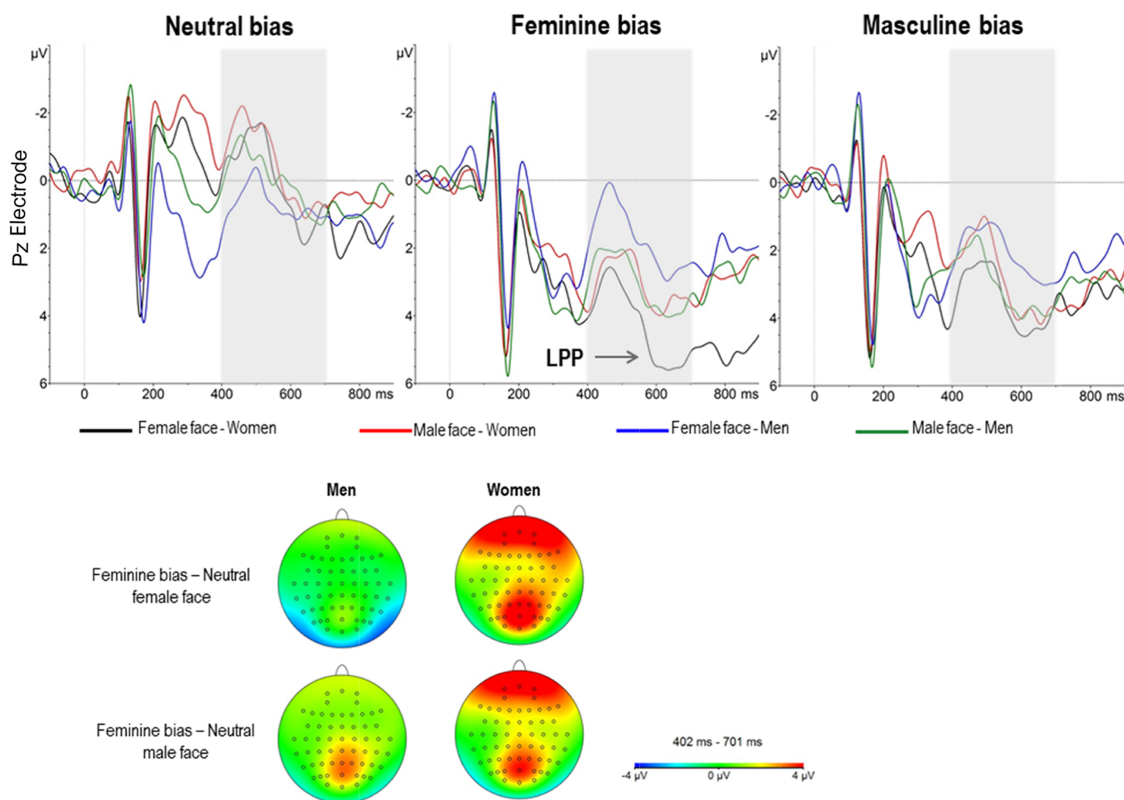 Neutral bias
Feminine bias
Masculine bias
µV
µV
µV
-2
0
2
4
6
-2
0
2
4
6
-2
0
2
4
6
Pz Electrode
LPP
0
200
400
600
800 ms
0
200
400
600
800 ms
0
200
400
600
800 ms
Female face - Women
Male face - Women
Female face - Men
Male face - Men
Men
Women
Feminine bias – Neutral
female face
Feminine bias – Neutral
male face
402 ms - 701 ms
-4 µV
0 µV
4 µV